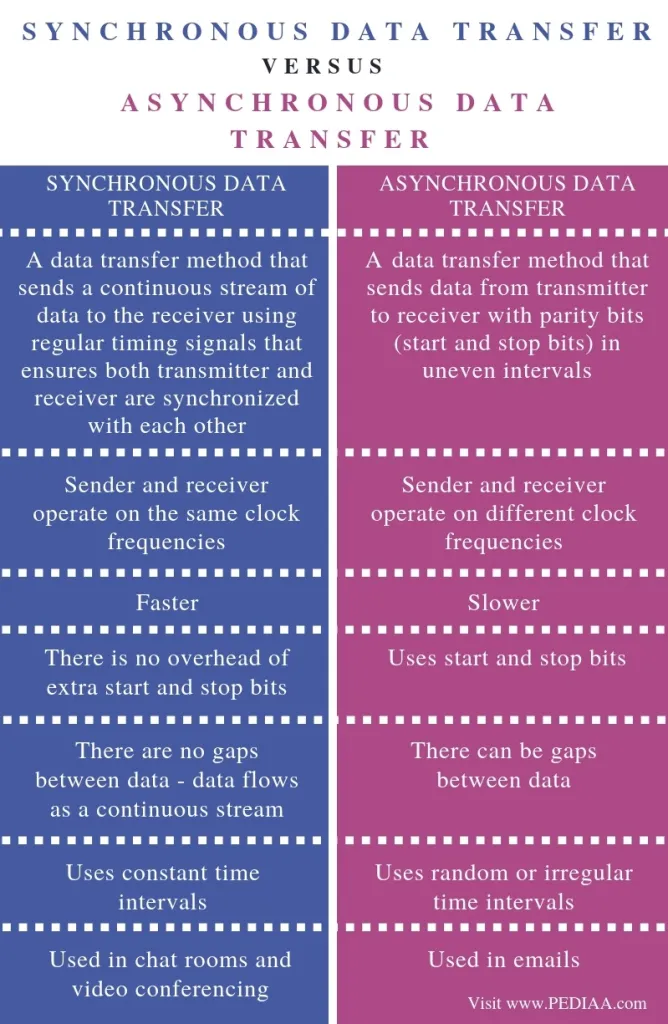 SYNCHRONOUS DATA TRANSFER
VERSUS
ASYNCHRONOUS DATA
TRANSFER
SYNCHRONOUS DATA
TRANSFER
ASYNCHRONOUS DATA
TRANSFER
A data transfer method that
sends a continuous stream of
data to the receiver using
regular timing signals that
ensures both transmitter and
receiver are synchronized
with each other
A data transfer method that
sends data from transmitter
to receiver with parity bits
(start and stop bits) in
uneven intervals
Sender and receiver
operate on the same clock
frequencies
Sender and receiver
operate on different clock
frequencies
Faster
Slower
There is no overhead of
extra start and stop bits
Uses start and stop bits
There are no gaps
between data - data flows
as a continuous stream
There can be gaps
between data
Uses constant time
intervals
Uses random or irregular
time intervals
Used in chat rooms and
video conferencing
Used in emails
Visit www.PEDIAA.com